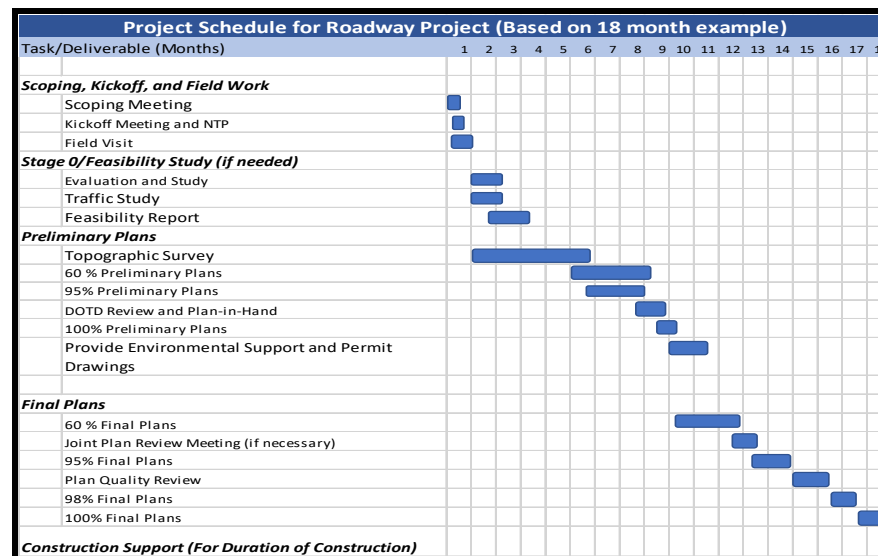 Project Schedule for Roadway Project (Based on 18 month example)
Task/Deliverable (Months) 1 2 3 4 5 6 7 8 9 10 11 12 13 14 15 16 17 1
Scoping, Kickoff, and Field Work
Scoping Meeting
Kickoff Meeting and NTP
Field Visit
Stage 0/Feasibility Study (if needed)
Evaluation and Study
Traffic Study
Feasibility Report
Preliminary Plans
Topographic Survey
60 % Preliminary Plans
95% Preliminary Plans
DOTD Review and Plan-in-Hand
100% Preliminary Plans
Provide Environmental Support and Permit
Drawings
Final Plans
60 % Final Plans
Joint Plan Review Meeting (if necessary)
95% Final Plans
Plan Quality Review
98% Final Plans
100% Final Plans
Construction Support (For Duration of Construction)